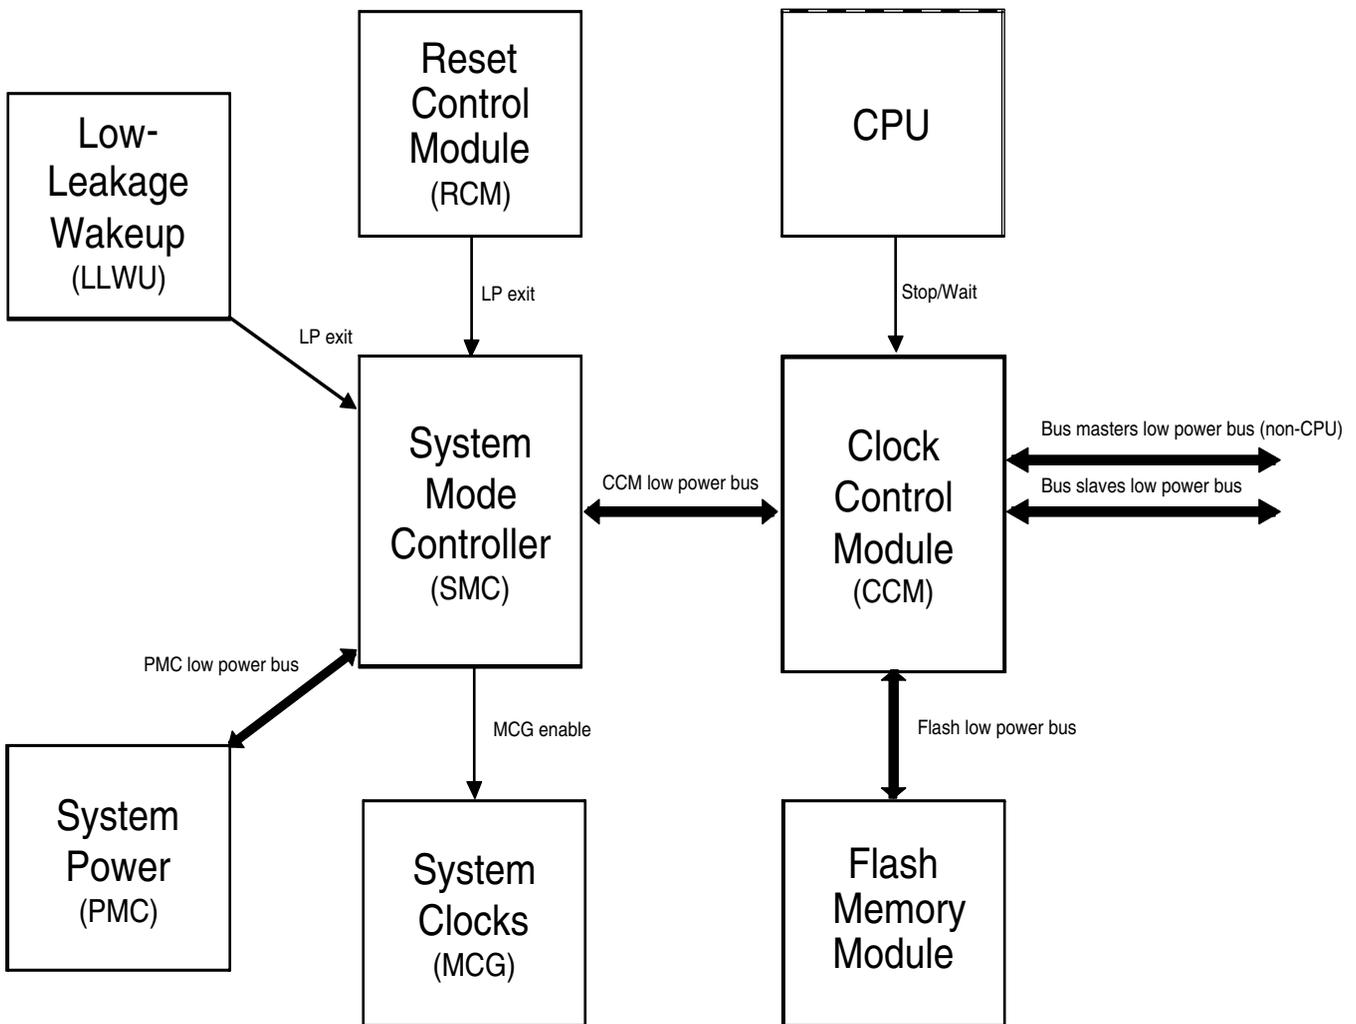 Reset
Control
Module
(RCM)
CPU
Low-
Leakage
Wakeup
(LLWU)
LP exit
Stop/Wait
LP exit
System
Mode
Controller
(SMC)
CCM low power bus
Clock
Control
Module
(CCM)
Bus masters low power bus (non-CPU)
Bus slaves low power bus
PMC low power bus
MCG enable
Flash low power bus
System
Power
(PMC)
System
Clocks
(MCG)
Flash
Memory
Module